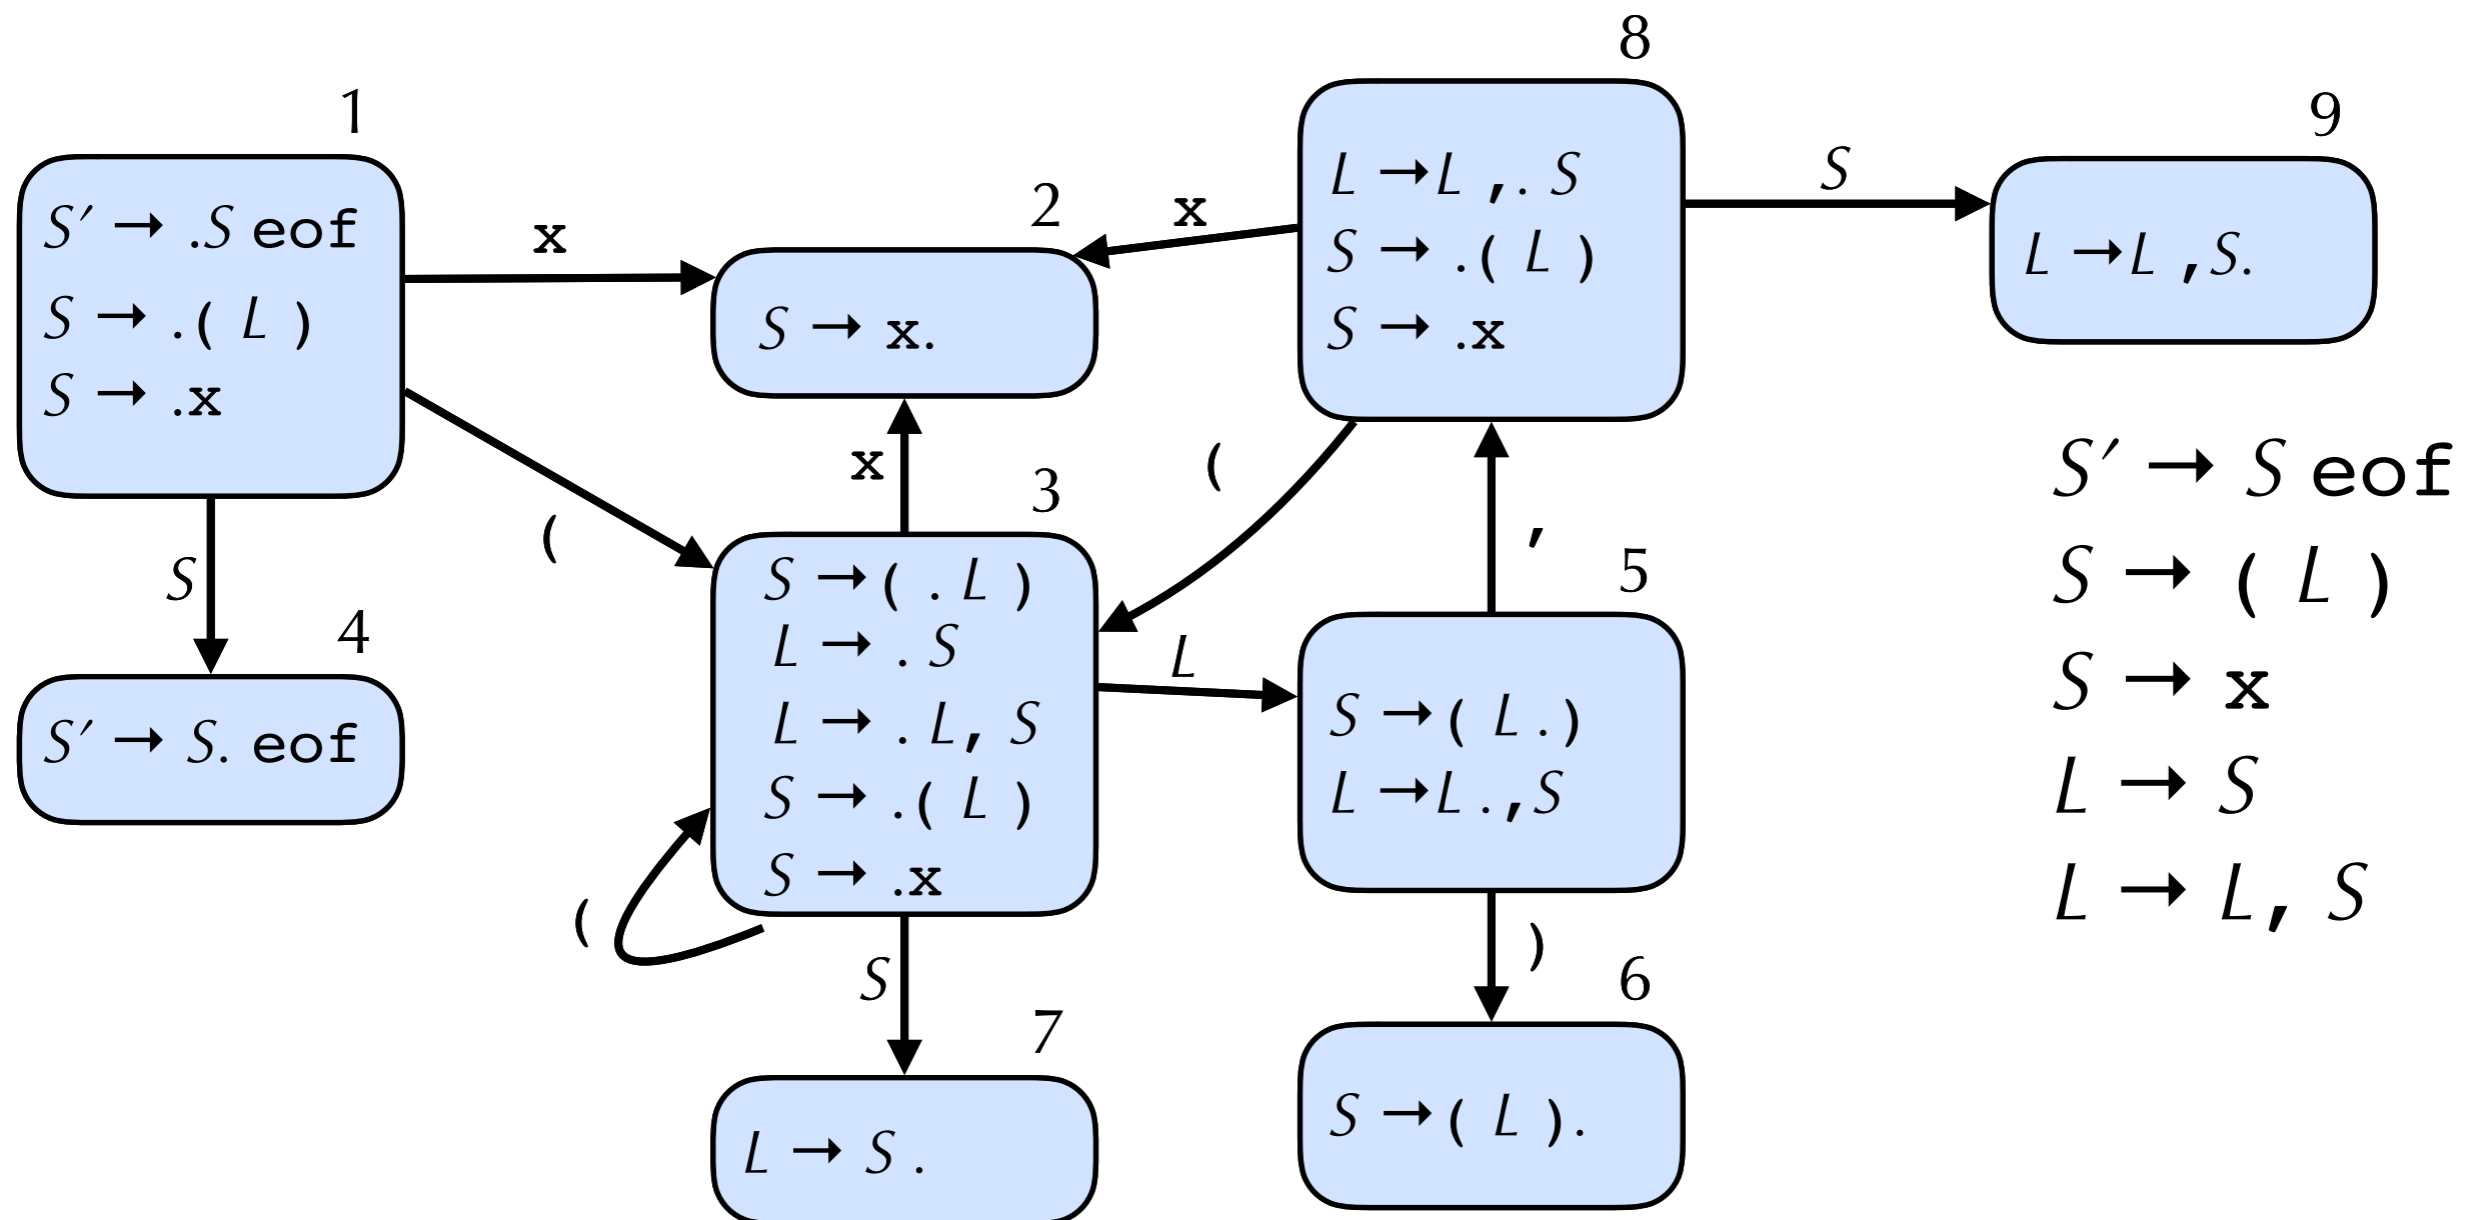 1
S′ → .S eof
S → .( L )
S → .x
x
(
S
4
S′ → S. eof
2
S → x.
x
x
3
S →( . L )
L → . S
L → . L, S
S → .( L )
S → .x
(
S
7
L → S .
8
L →L ,. S
S → .( L )
S → .x
(
L
,
5
S →( L .)
L →L .,S
)
6
S →( L ).
S
9
L →L ,S.
S′ → S eof
S → ( L )
S → x
L → S
L → L, S